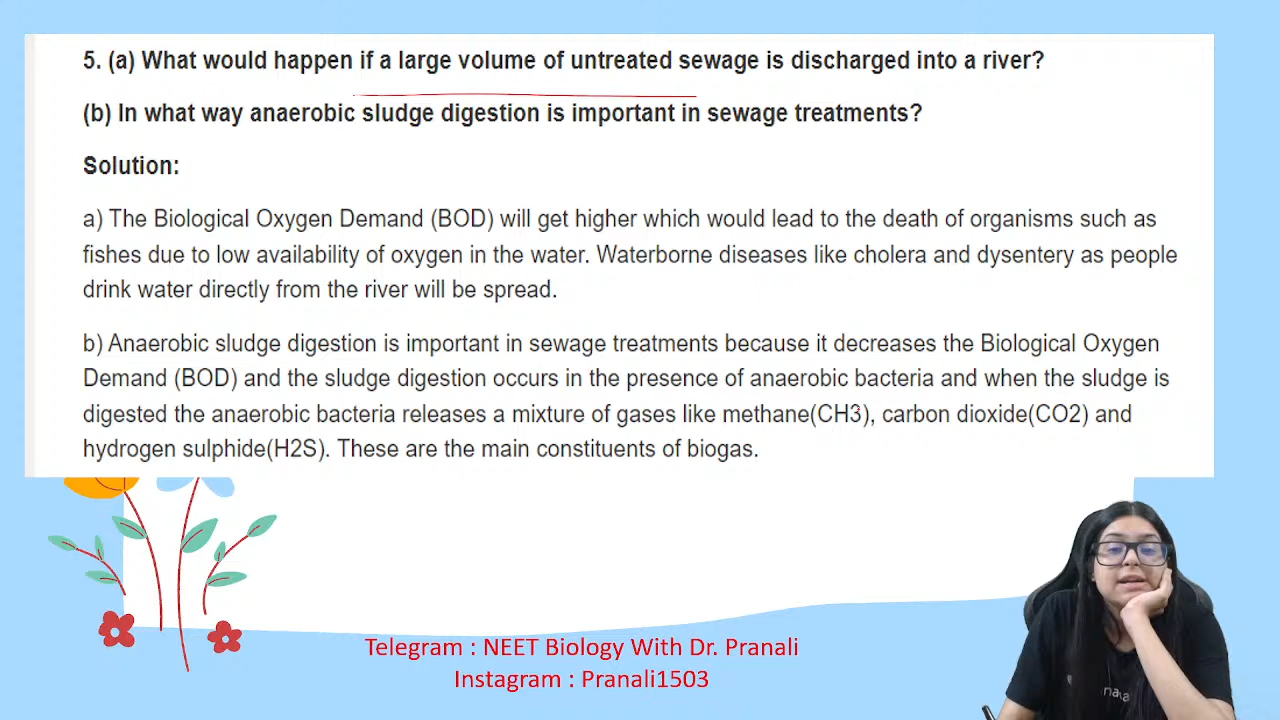 5. (a) What would happen if a large volume of untreated sewage is discharged into a river?
(b) In what way anaerobic sludge digestion is important in sewage treatments?
Solution:
a) The Biological Oxygen Demand (BOD) will get higher which would lead to the death of organisms such as
fishes due to low availability of oxygen in the water. Waterborne diseases like cholera and dysentery as people
drink water directly from the river will be spread.
b) Anaerobic sludge digestion is important in sewage treatments because it decreases the Biological Oxygen
Demand (BOD) and the sludge digestion occurs in the presence of anaerobic bacteria and when the sludge is
digested the anaerobic bacteria releases a mixture of gases like methane(CH3), carbon dioxide(CO2) and
hydrogen sulphide(H2S). These are the main constituents of biogas.
Telegram : NEET Biology With Dr. Pranali
Instagram : Pranali1503